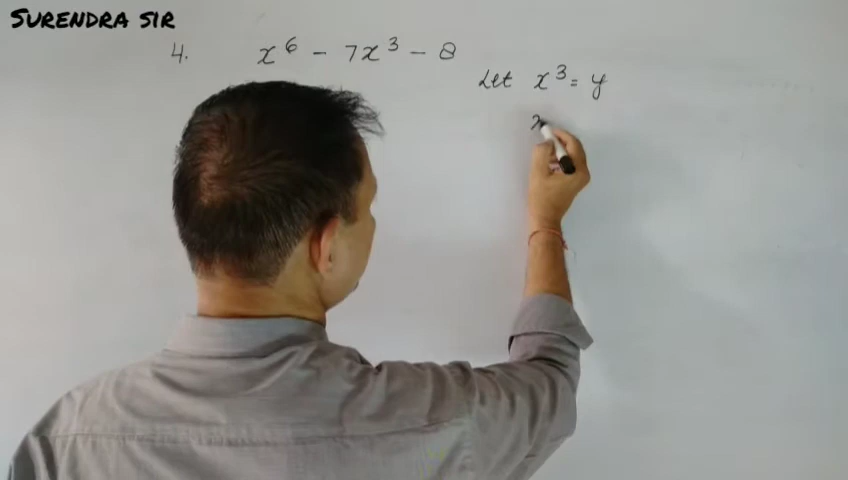 SURENDRA SIR
4. x⁶ - 7x³ - 8
Let x³ = y
x